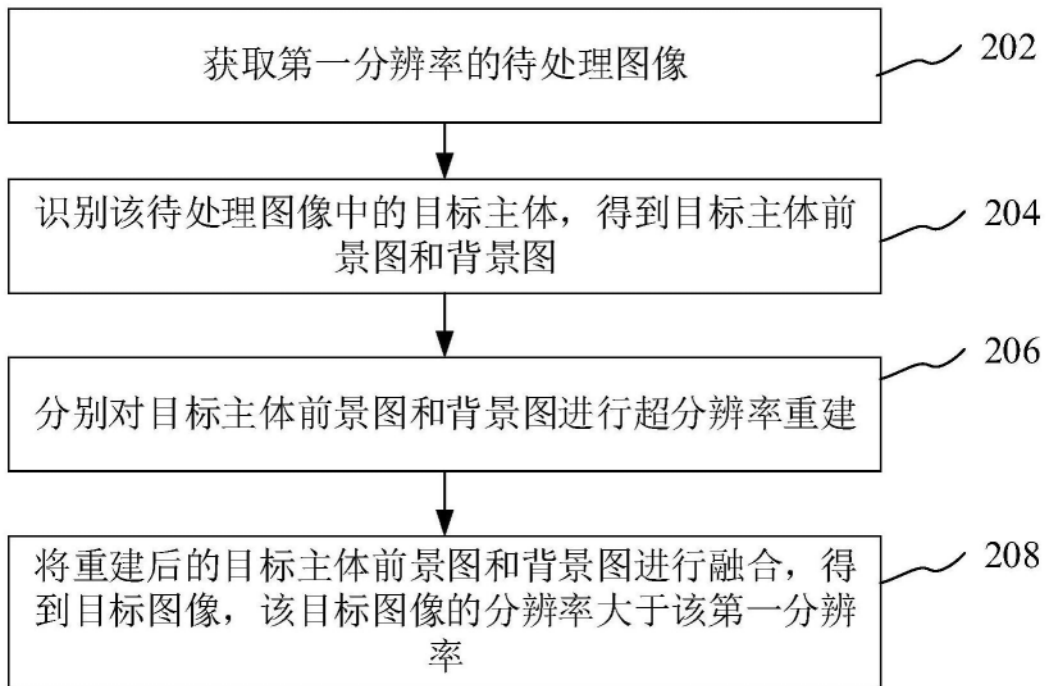 获取第一分辨率的待处理图像
202
识别该待处理图像中的目标主体，得到目标主体前
景图和背景图
204
分别对目标主体前景图和背景图进行超分辨率重建
206
将重建后的目标主体前景图和背景图进行融合，得
到目标图像，该目标图像的分辨率大于该第一分辨
率
208